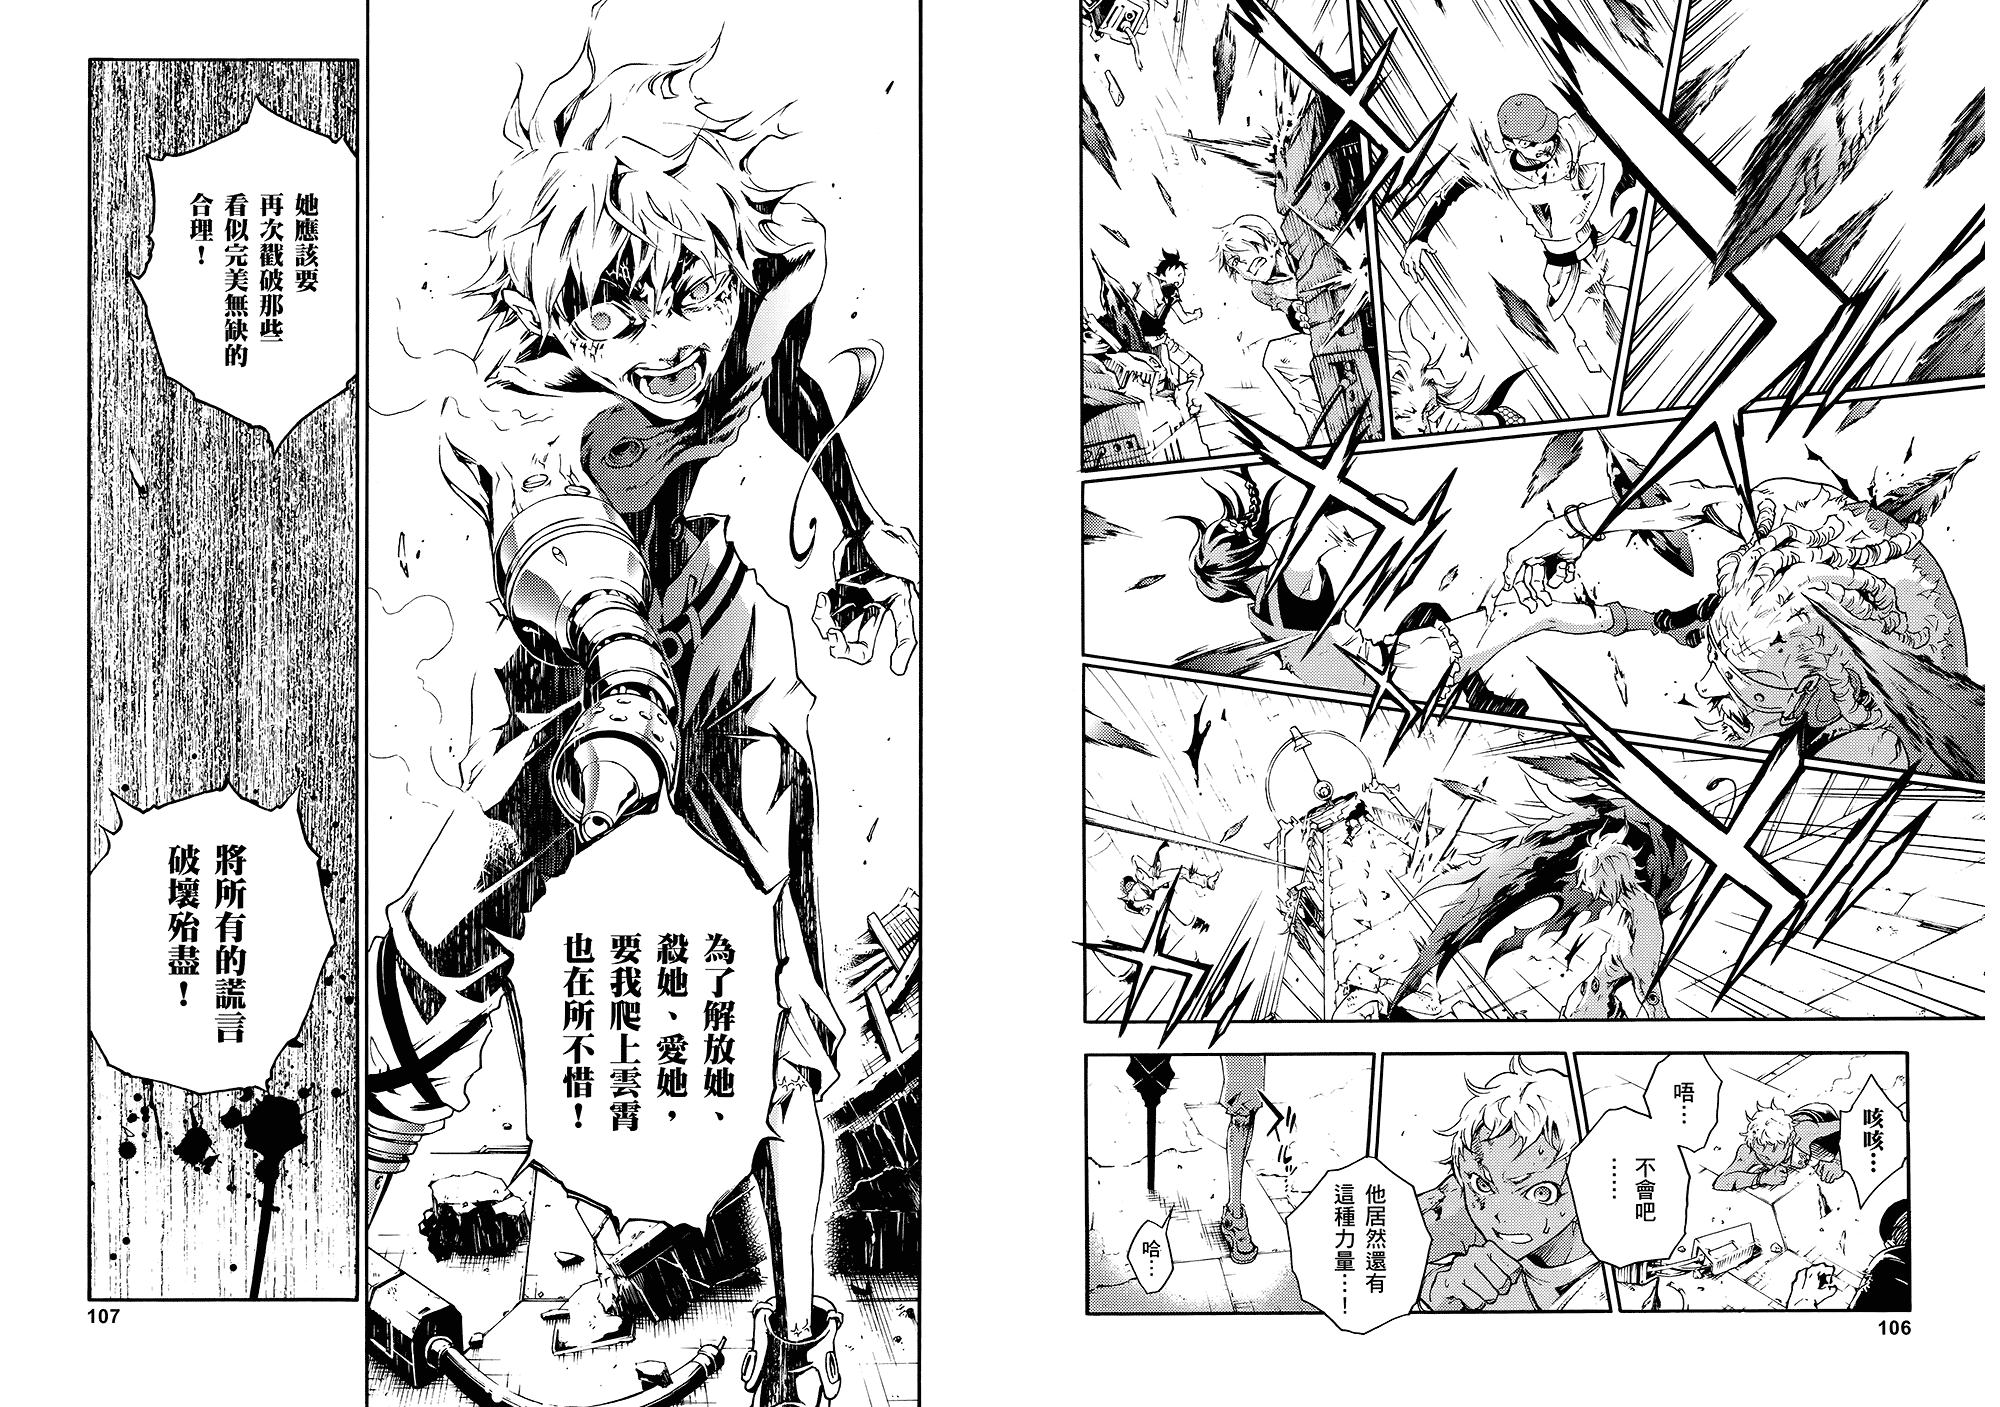 咳咳…
唔…
不會吧
……
他居然還有
這種力量…！
哈…
106
為了解放她、
殺她、愛她，
要我爬上雲霄
也在所不惜！
她應該要
再次戳破那些
看似完美無缺的
合理！
將所有的謊言
破壞殆盡！
107